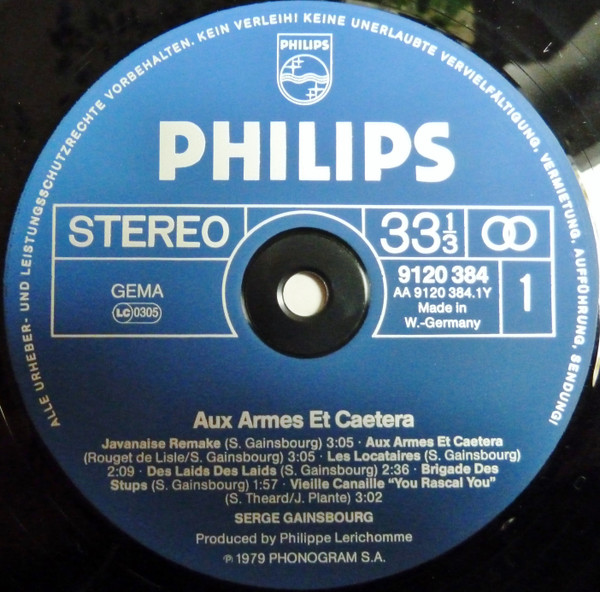 ALLE URHEBER- UND LEISTUNGSSCHUTZRECHTE VORBEHALTEN. KEIN VERLEIH! KEINE UNERLAUBTE VERVIELFÄLTIGUNG, VERMIETUNG, AUFFÜHRUNG, SENDUNG!
PHILIPS
PHILIPS
STEREO
33 1/3
GEMA
LC 0305
9120 384
AA 9120 384.1Y
Made in
W.-Germany
1
Aux Armes Et Caetera
Javanaise Remake (S. Gainsbourg) 3:05 · Aux Armes Et Caetera
(Rouget de Lisle/S. Gainsbourg) 3:05 · Les Locataires (S. Gainsbourg)
2:09 · Des Laids Des Laids (S. Gainsbourg) 2:36 · Brigade Des
Stups (S. Gainsbourg) 1:57 · Vieille Canaille "You Rascal You"
(S. Theard/J. Plante) 3:02
SERGE GAINSBOURG
Produced by Philippe Lerichomme
℗ 1979 PHONOGRAM S.A.